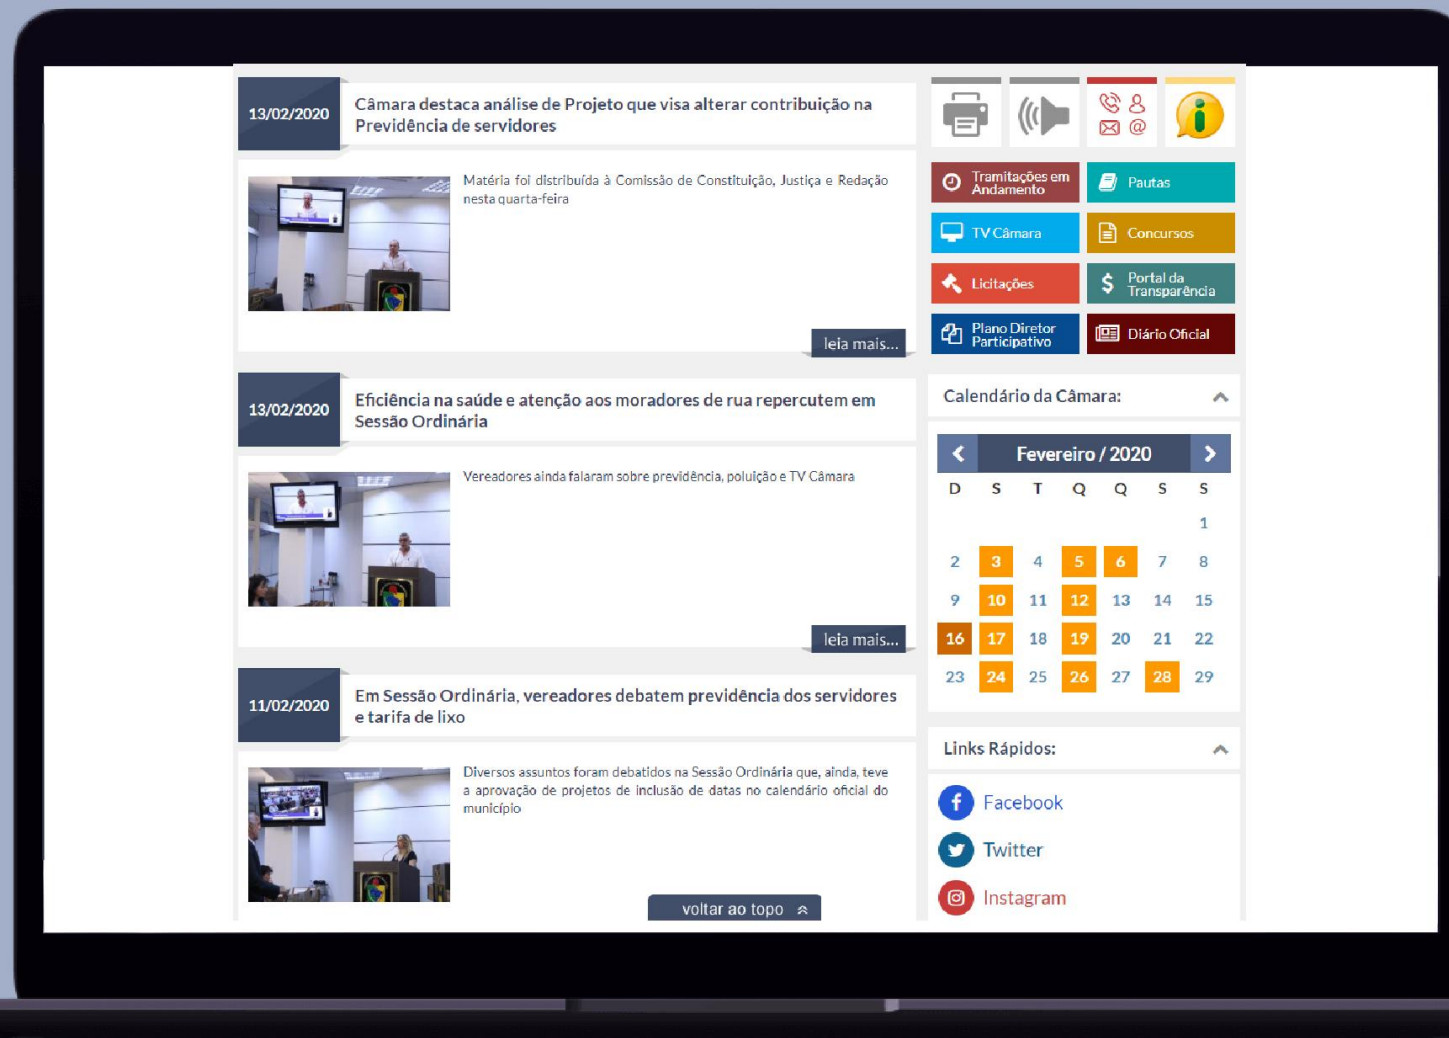 13/02/2020
Câmara destaca análise de Projeto que visa alterar contribuição na
Previdência de servidores
Matéria foi distribuída à Comissão de Constituição, Justiça e Redação
nesta quarta-feira
leia mais...
13/02/2020
Eficiência na saúde e atenção aos moradores de rua repercutem em
Sessão Ordinária
Vereadores ainda falaram sobre previdência, poluição e TV Câmara
leia mais...
11/02/2020
Em Sessão Ordinária, vereadores debatem previdência dos servidores
e tarifa de lixo
Diversos assuntos foram debatidos na Sessão Ordinária que, ainda, teve
a aprovação de projetos de inclusão de datas no calendário oficial do
município
voltar ao topo
Tramitações em
Andamento
Pautas
TV Câmara
Concursos
Licitações
Portal da
Transparência
Plano Diretor
Participativo
Diário Oficial
Calendário da Câmara:
Fevereiro / 2020
D S T Q Q S S
1
2 3 4 5 6 7 8
9 10 11 12 13 14 15
16 17 18 19 20 21 22
23 24 25 26 27 28 29
Links Rápidos:
Facebook
Twitter
Instagram